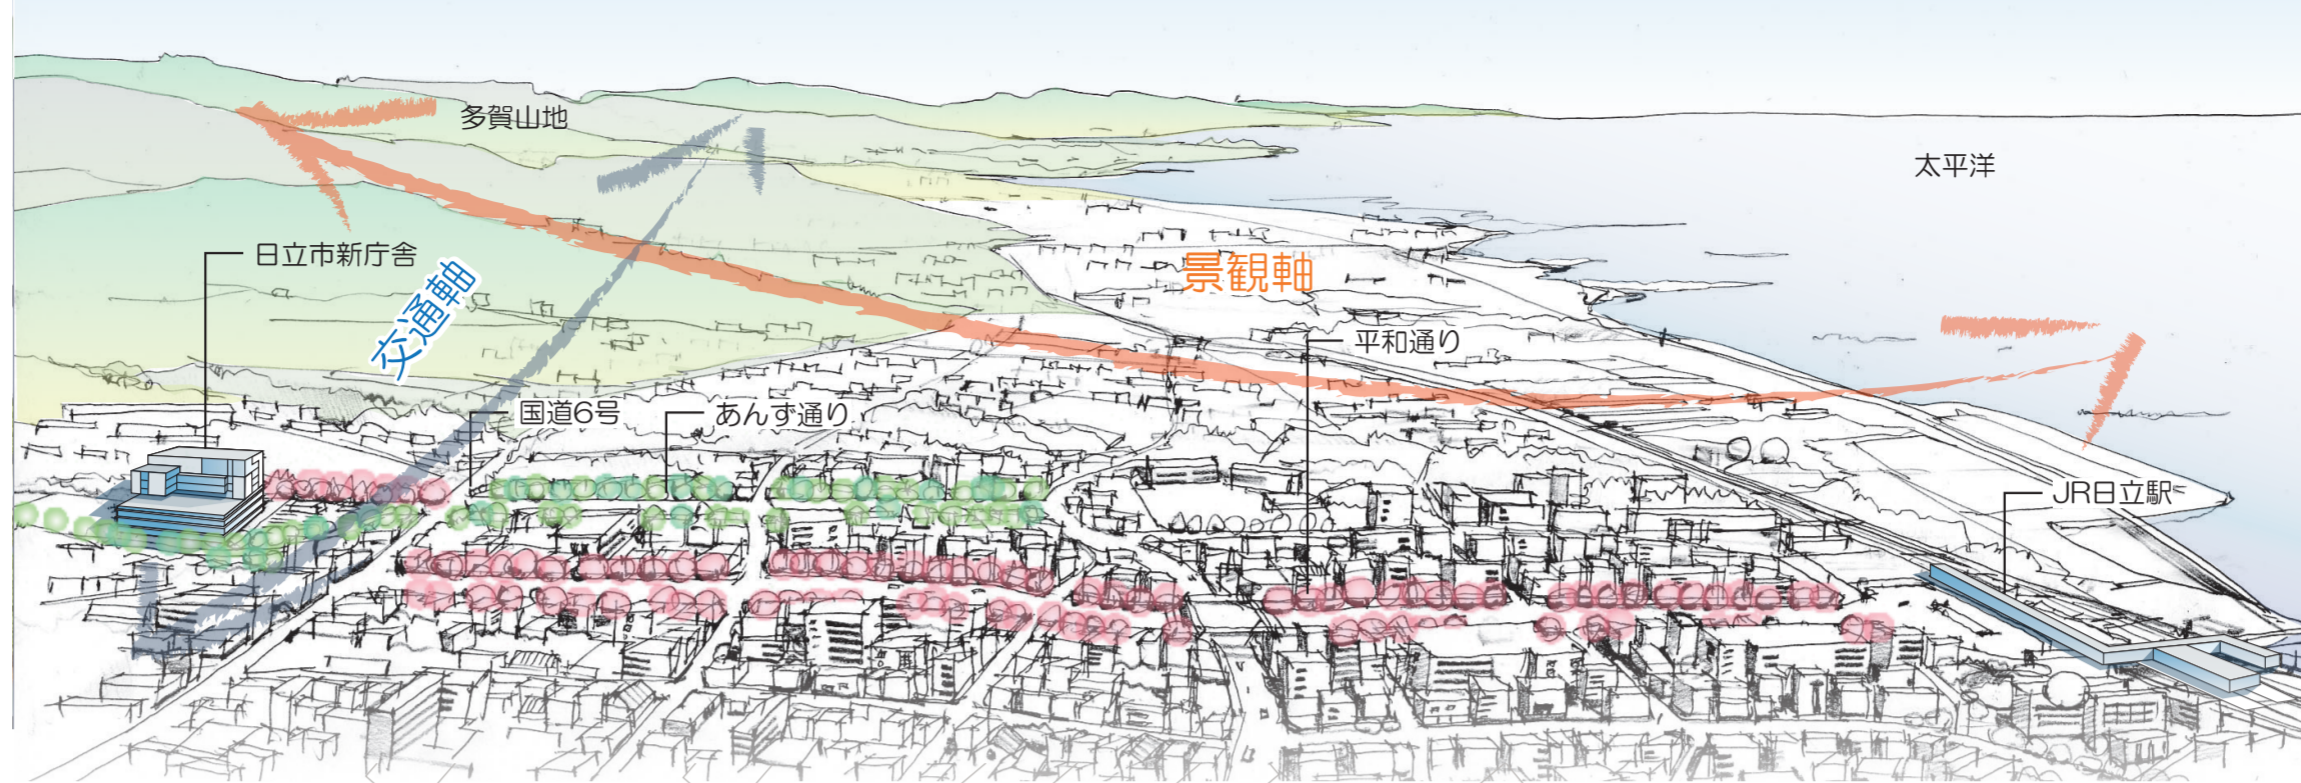 多賀山地
太平洋
日立市新庁舎
交通軸
景観軸
平和通り
国道6号
あんず通り
JR日立駅